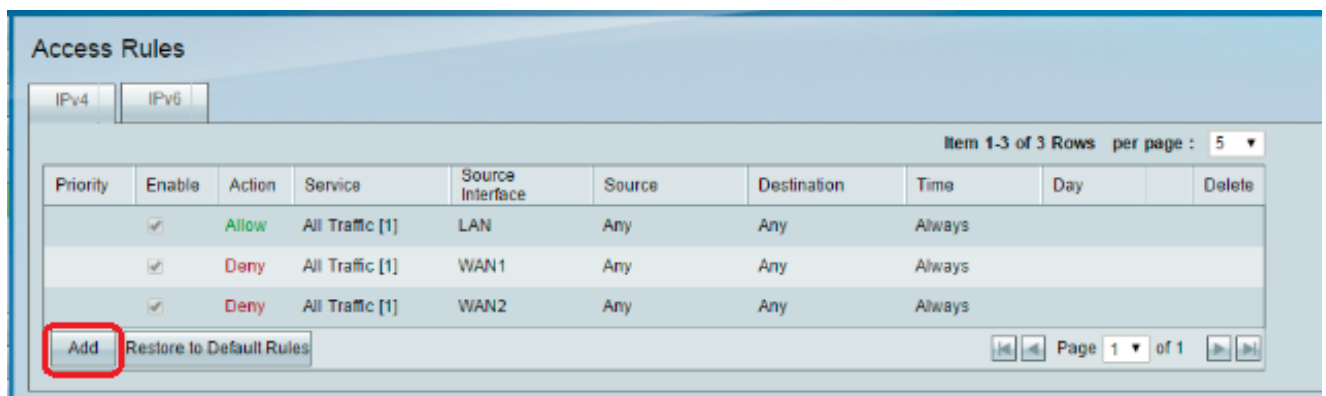 Access Rules
IPv4 IPv6
Item 1-3 of 3 Rows per page : 5
Priority Enable Action Service Source Interface Source Destination Time Day Delete
Allow All Traffic [1] LAN Any Any Always
Deny All Traffic [1] WAN1 Any Any Always
Deny All Traffic [1] WAN2 Any Any Always
Add Restore to Default Rules Page 1 of 1